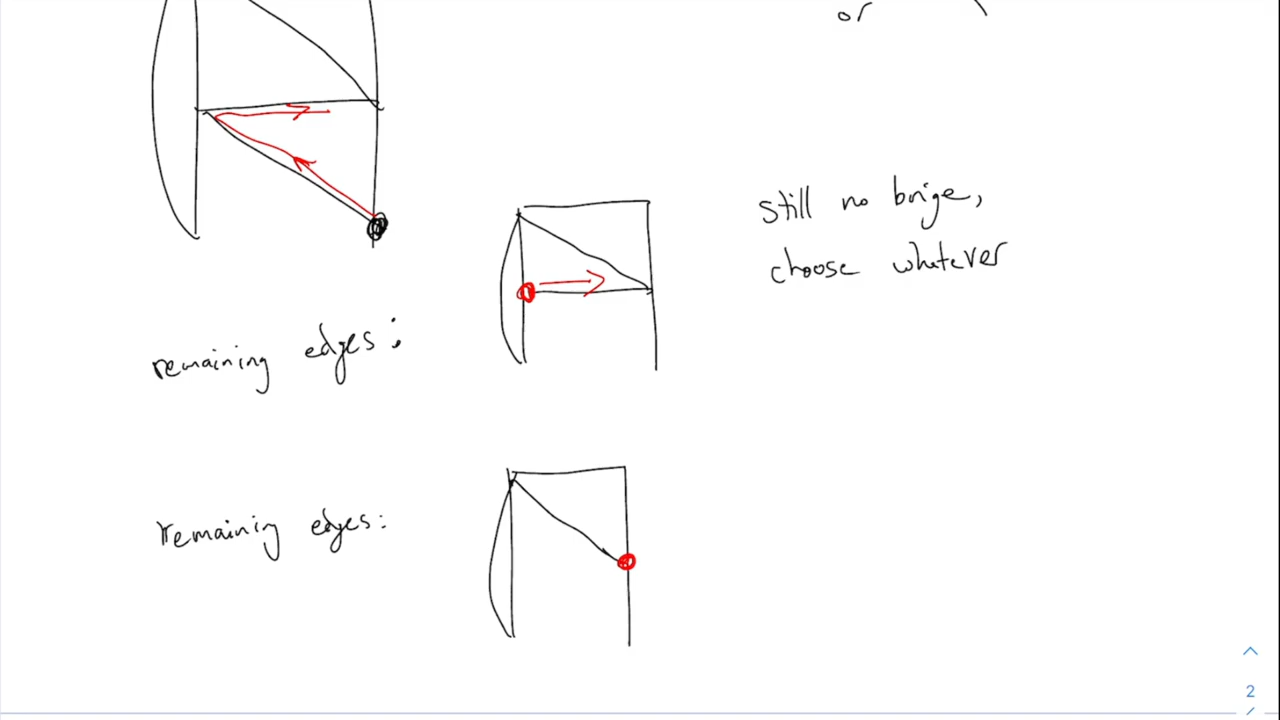 or
still no brige,
choose whatever
remaining edges:
remaining edges:
2